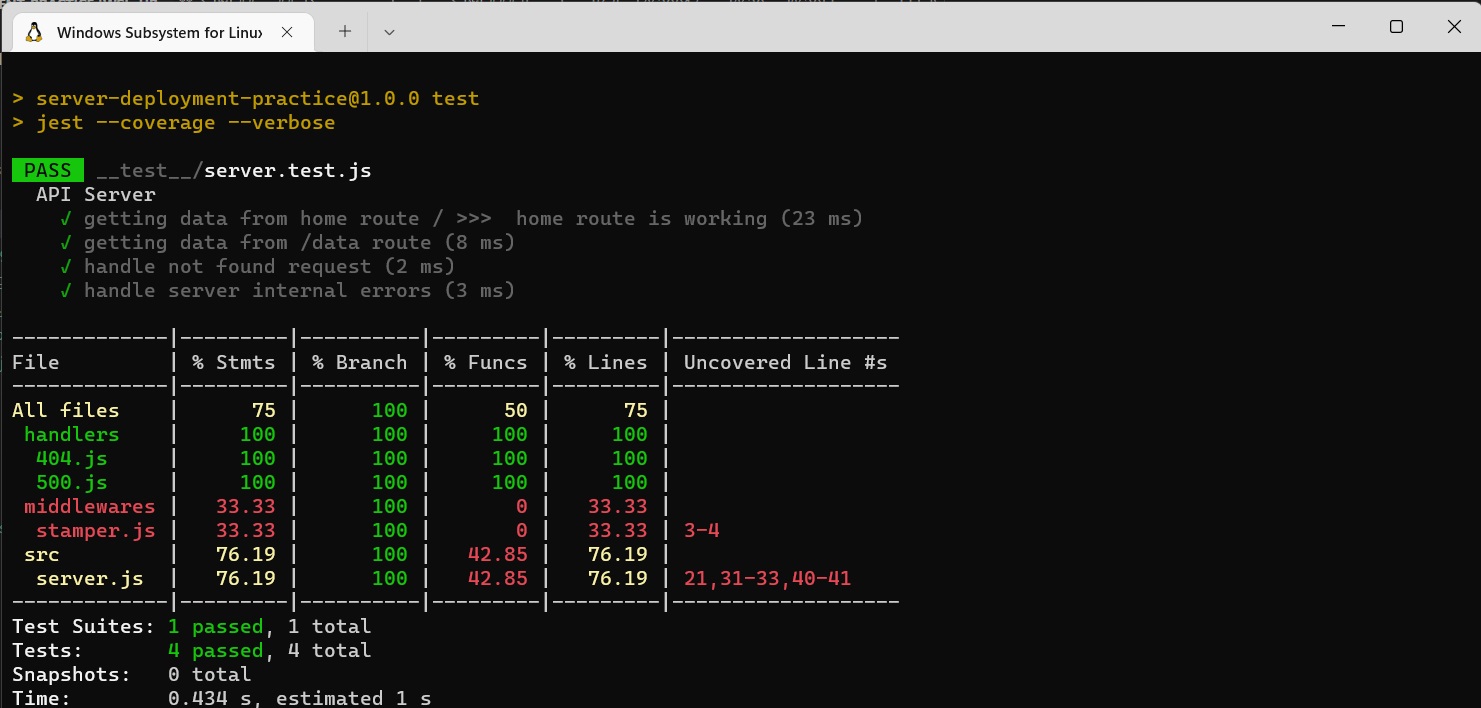 Windows Subsystem for Linux
> server-deployment-practice@1.0.0 test
> jest --coverage --verbose
PASS __test__/server.test.js
API Server
√ getting data from home route / >>>  home route is working (23 ms)
√ getting data from /data route (8 ms)
√ handle not found request (2 ms)
√ handle server internal errors (3 ms)
-------------|---------|----------|---------|---------|-------------------
File         | % Stmts | % Branch | % Funcs | % Lines | Uncovered Line #s
-------------|---------|----------|---------|---------|-------------------
All files    |      75 |      100 |      50 |      75 |
 handlers    |     100 |      100 |     100 |     100 |
  404.js     |     100 |      100 |     100 |     100 |
  500.js     |     100 |      100 |     100 |     100 |
 middlewares |   33.33 |      100 |       0 |   33.33 |
  stamper.js |   33.33 |      100 |       0 |   33.33 | 3-4
 src         |   76.19 |      100 |   42.85 |   76.19 |
  server.js  |   76.19 |      100 |   42.85 |   76.19 | 21,31-33,40-41
-------------|---------|----------|---------|---------|-------------------
Test Suites: 1 passed, 1 total
Tests:       4 passed, 4 total
Snapshots:   0 total
Time:        0.434 s, estimated 1 s